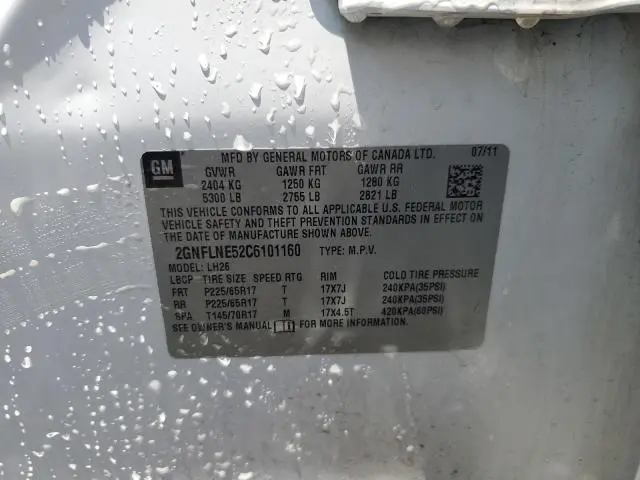 MFD BY GENERAL MOTORS OF CANADA LTD. 07/11
GM
GVWR GAWR FRT GAWR RR
2404 KG 1250 KG 1280 KG
5300 LB 2755 LB 2821 LB
THIS VEHICLE CONFORMS TO ALL APPLICABLE U.S. FEDERAL MOTOR
VEHICLE SAFETY AND THEFT PREVENTION STANDARDS IN EFFECT ON
THE DATE OF MANUFACTURE SHOWN ABOVE.
2GNFLNE52C6101160 TYPE: M.P.V.
MODEL: LH26
LBCP TIRE SIZE SPEED RTG RIM COLD TIRE PRESSURE
FRT P225/65R17 T 17X7J 240KPA(35PSI)
RR P225/65R17 T 17X7J 240KPA(35PSI)
SPA T145/70R17 M 17X4.5T 420KPA(60PSI)
SEE OWNER'S MANUAL FOR MORE INFORMATION.